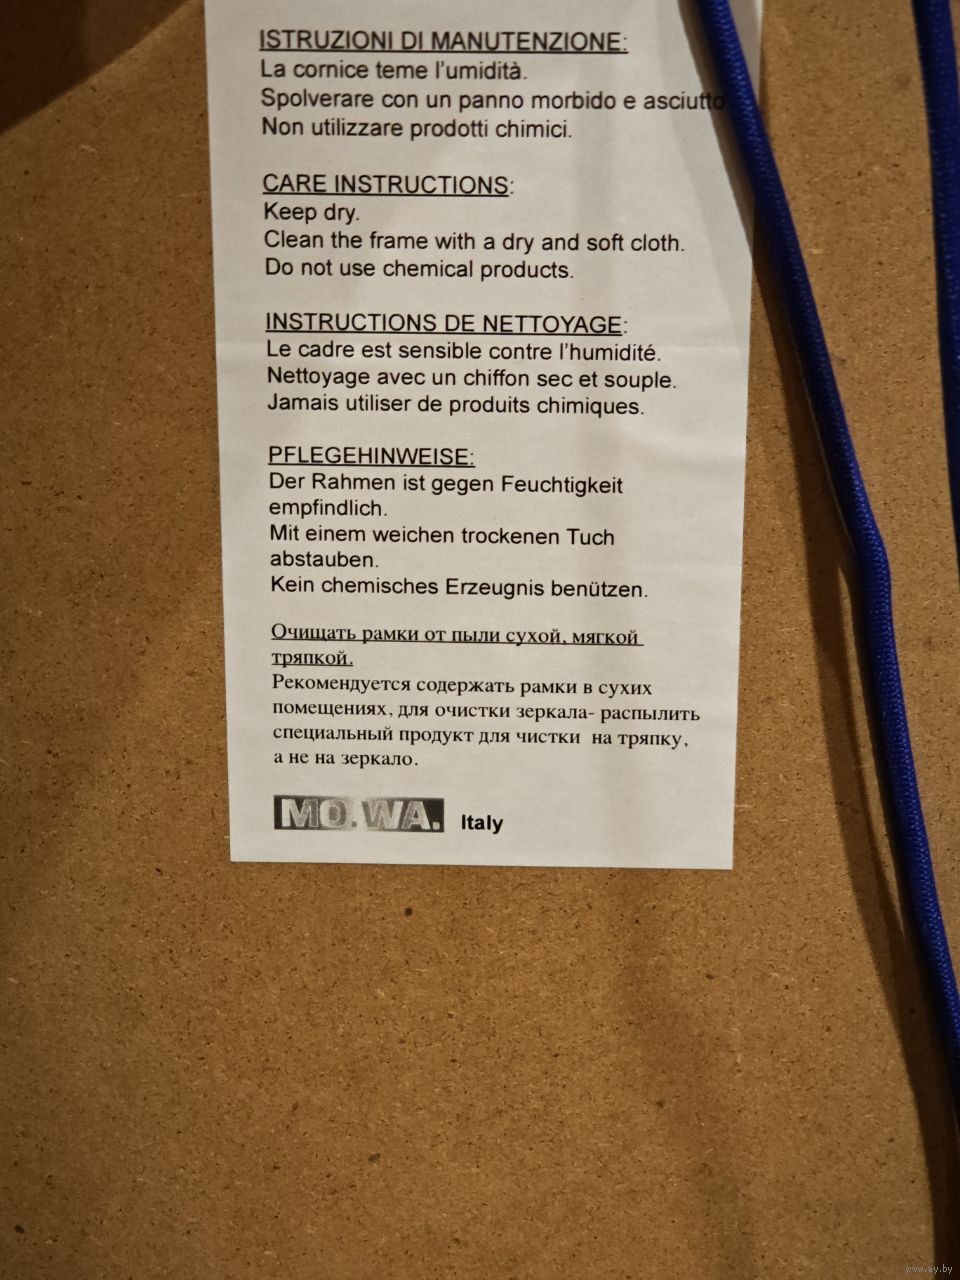 ISTRUZIONI DI MANUTENZIONE:
La cornice teme l'umidità.
Spolverare con un panno morbido e asciutto
Non utilizzare prodotti chimici.
CARE INSTRUCTIONS:
Keep dry.
Clean the frame with a dry and soft cloth.
Do not use chemical products.
INSTRUCTIONS DE NETTOYAGE:
Le cadre est sensible contre l'humidité.
Nettoyage avec un chiffon sec et souple.
Jamais utiliser de produits chimiques.
PFLEGEHINWEISE:
Der Rahmen ist gegen Feuchtigkeit
empfindlich.
Mit einem weichen trockenen Tuch
abstauben.
Kein chemisches Erzeugnis benützen.
Очищать рамки от пыли сухой, мягкой
тряпкой.
Рекомендуется содержать рамки в сухих
помещениях, для очистки зеркала- распылить
специальный продукт для чистки на тряпку,
а не на зеркало.
MO.WA. Italy
www.ay.by